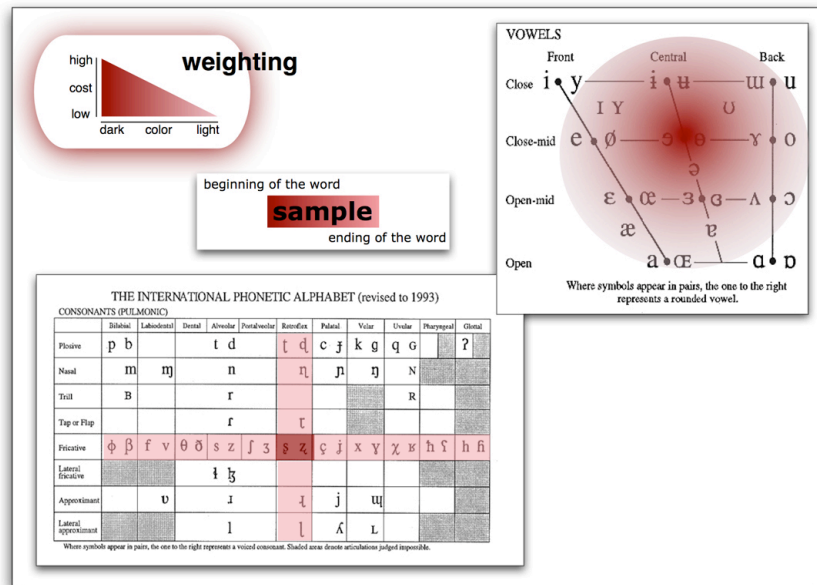 weighting
high
cost
low
dark color light
beginning of the word
sample
ending of the word
VOWELS
Front Central Back
Close i y ɨ ʉ ɯ u
ɪ ʏ ʊ
Close-mid e ø ɘ ɵ ɤ o
ə
Open-mid ɛ œ ɜ ɞ ʌ ɔ
æ ɐ
Open a ɶ ɑ ɒ
Where symbols appear in pairs, the one to the right
represents a rounded vowel.
THE INTERNATIONAL PHONETIC ALPHABET (revised to 1993)
CONSONANTS (PULMONIC)
Bilabial Labiodental Dental Alveolar Postalveolar Retroflex Palatal Velar Uvular Pharyngeal Glottal
Plosive p b t d ʈ ɖ c ɟ k ɡ q ɢ ʔ
Nasal m ɱ n ɳ ɲ ŋ ɴ
Trill ʙ r ʀ
Tap or Flap ɾ ɽ
Fricative ɸ β f v θ ð s z ʃ ʒ ʂ ʐ ç ʝ x ɣ χ ʁ ħ ʕ h ɦ
Lateral
fricative ɬ ɮ
Approximant ʋ ɹ ɻ j ɰ
Lateral
approximant l ɭ ʎ ʟ
Where symbols appear in pairs, the one to the right represents a voiced consonant. Shaded areas denote articulations judged impossible.